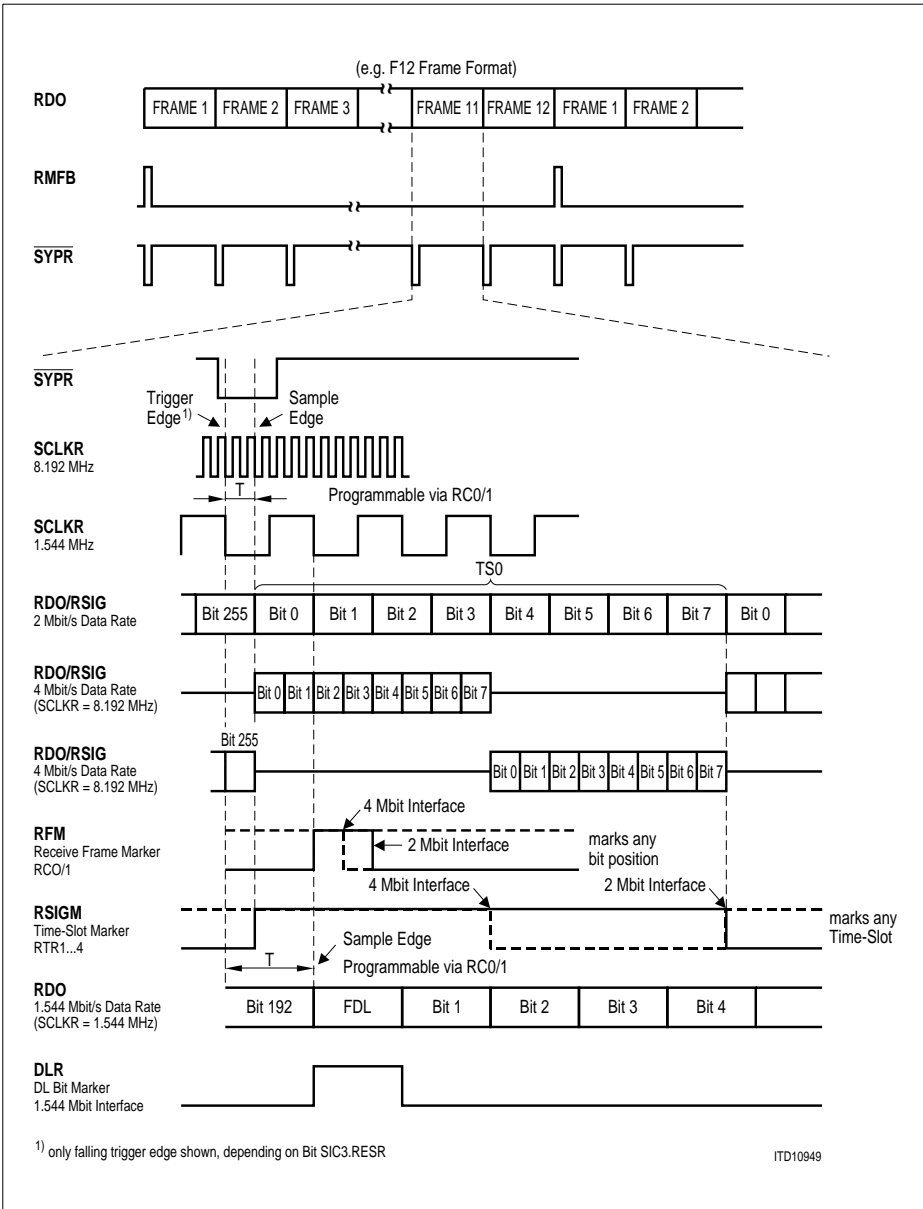 (e.g. F12 Frame Format)
RDO
FRAME 1 FRAME 2 FRAME 3 FRAME 11 FRAME 12 FRAME 1 FRAME 2
RMFB
SYPR
SYPR
Trigger
Edge 1)
Sample
Edge
SCLKR
8.192 MHz
T
Programmable via RC0/1
SCLKR
1.544 MHz
TS0
RDO/RSIG
2 Mbit/s Data Rate
Bit 255 Bit 0 Bit 1 Bit 2 Bit 3 Bit 4 Bit 5 Bit 6 Bit 7 Bit 0
RDO/RSIG
4 Mbit/s Data Rate
(SCLKR = 8.192 MHz)
Bit 0 Bit 1 Bit 2 Bit 3 Bit 4 Bit 5 Bit 6 Bit 7
Bit 255
RDO/RSIG
4 Mbit/s Data Rate
(SCLKR = 8.192 MHz)
Bit 0 Bit 1 Bit 2 Bit 3 Bit 4 Bit 5 Bit 6 Bit 7
4 Mbit Interface
RFM
Receive Frame Marker
RCO/1
2 Mbit Interface
marks any
bit position
4 Mbit Interface
2 Mbit Interface
RSIGM
Time-Slot Marker
RTR1...4
marks any
Time-Slot
T
Sample Edge
Programmable via RC0/1
RDO
1.544 Mbit/s Data Rate
(SCLKR = 1.544 MHz)
Bit 192 FDL Bit 1 Bit 2 Bit 3 Bit 4
DLR
DL Bit Marker
1.544 Mbit Interface
1) only falling trigger edge shown, depending on Bit SIC3.RESR
ITD10949